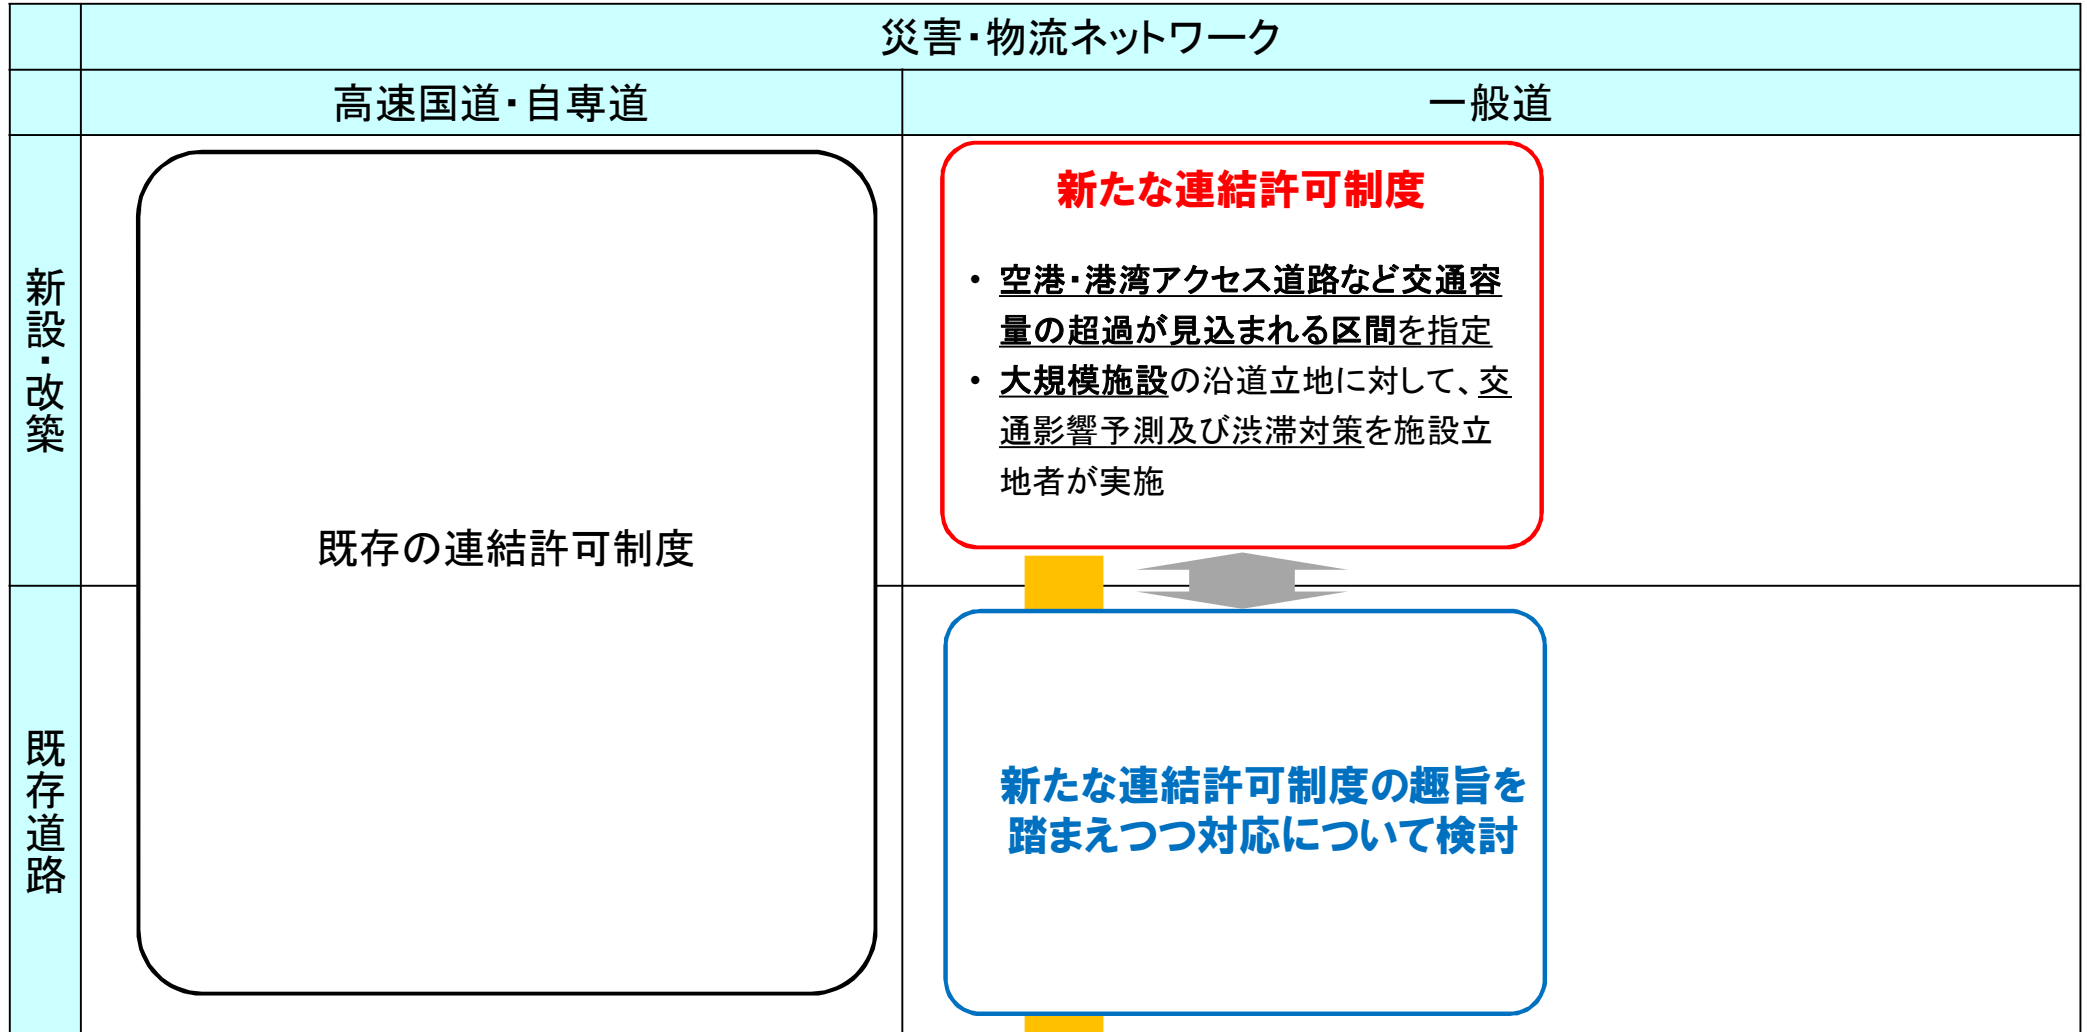 災害・物流ネットワーク
高速国道・自専道
一般道
新設・改築
既存の連結許可制度
新たな連結許可制度
• 空港・港湾アクセス道路など交通容
量の超過が見込まれる区間を指定
• 大規模施設の沿道立地に対して、交
通影響予測及び渋滞対策を施設立
地者が実施
既存道路
新たな連結許可制度の趣旨を
踏まえつつ対応について検討